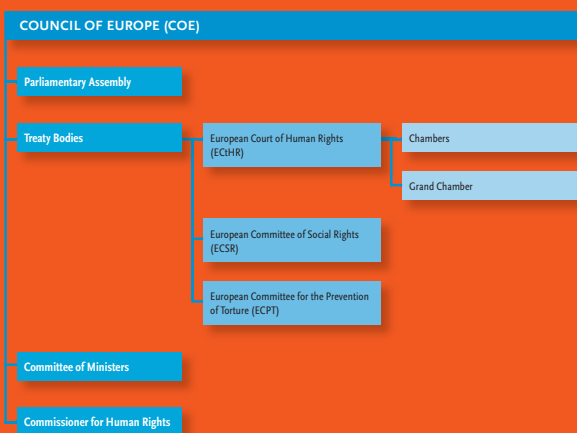 COUNCIL OF EUROPE (COE)
Parliamentary Assembly
Treaty Bodies
European Court of Human Rights
(ECtHR)
Chambers
Grand Chamber
European Committee of Social Rights
(ECSR)
European Committee for the Prevention
of Torture (ECPT)
Committee of Ministers
Commissioner for Human Rights